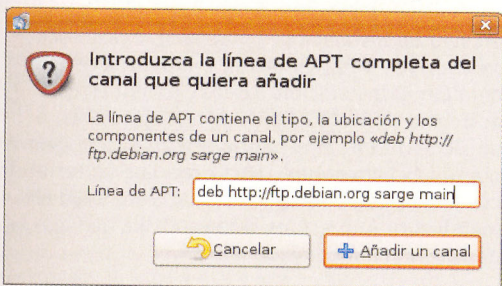 Introduzca la línea de APT completa del
canal que quiera añadir
La línea de APT contiene el tipo, la ubicación y los
componentes de un canal, por ejemplo «deb http://
ftp.debian.org sarge main».
Línea de APT: deb http://ftp.debian.org sarge main
Cancelar
Añadir un canal